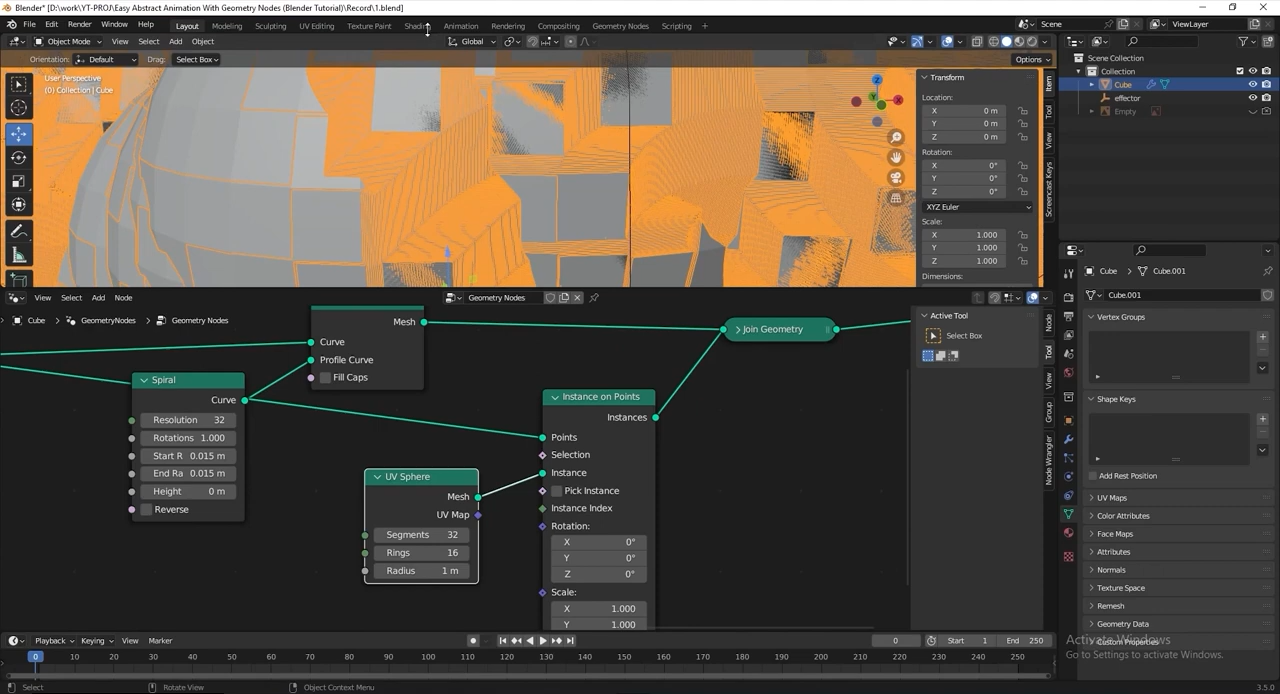 Blender* [D:\work\YT-PROJ\Easy Abstract Animation With Geometry Nodes (Blender Tutorial)\Record\1.blend]
File Edit Render Window Help Layout Modeling Sculpting UV Editing Texture Paint Shading Animation Rendering Compositing Geometry Nodes Scripting + Scene ViewLayer
Object Mode View Select Add Object Global
Orientation: Default Drag: Select Box Options
User Perspective
(0) Collection | Cube
Transform
Location:
X 0 m
Y 0 m
Z 0 m
Rotation:
X 0°
Y 0°
Z 0°
XYZ Euler
Scale:
X 1.000
Y 1.000
Z 1.000
Dimensions:
Item
Tool
View
Screencast Keys
Scene Collection
Collection
Cube
effector
Empty
View Select Add Node Geometry Nodes
Cube GeometryNodes Geometry Nodes
Mesh
Curve
Profile Curve
Fill Caps
Spiral
Curve
Resolution 32
Rotations 1.000
Start R 0.015 m
End Ra 0.015 m
Height 0 m
Reverse
UV Sphere
Mesh
UV Map
Segments 32
Rings 16
Radius 1 m
Instance on Points
Instances
Points
Selection
Instance
Pick Instance
Instance Index
Rotation:
X 0°
Y 0°
Z 0°
Scale:
X 1.000
Y 1.000
Join Geometry
Active Tool
Select Box
Node
Tool
View
Group
Node Wrangler
Cube Cube.001
Cube.001
Vertex Groups
Shape Keys
Add Rest Position
UV Maps
Color Attributes
Face Maps
Attributes
Normals
Texture Space
Remesh
Geometry Data
Custom Properties
Activate Windows
Go to Settings to activate Windows.
Playback Keying View Marker 0 Start 1 End 250
0 10 20 30 40 50 60 70 80 90 100 110 120 130 140 150 160 170 180 190 200 210 220 230 240 250
Select Rotate View Object Context Menu 3.5.0